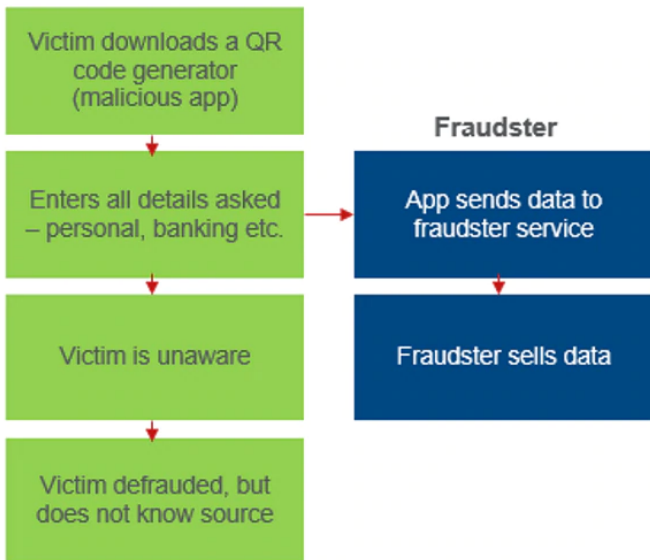 Victim downloads a QR
code generator
(malicious app)
Fraudster
Enters all details asked
– personal, banking etc.
App sends data to
fraudster service
Victim is unaware
Fraudster sells data
Victim defrauded, but
does not know source